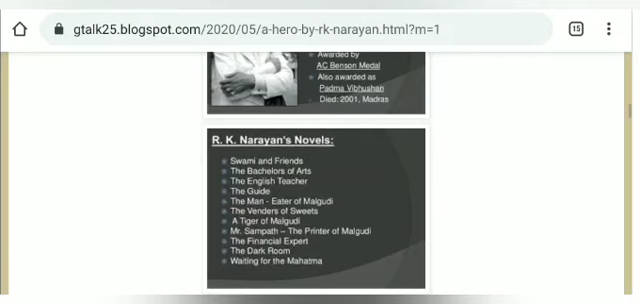 gtalk25.blogspot.com/2020/05/a-hero-by-rk-narayan.html?m=1
15
Awarded by
AC Benson Medal
Also awarded as
Padma Vibhushan
Died: 2001, Madras
R. K. Narayan's Novels:
Swami and Friends
The Bachelors of Arts
The English Teacher
The Guide
The Man - Eater of Malgudi
The Venders of Sweets
A Tiger of Malgudi
Mr. Sampath – The Printer of Malgudi
The Financial Expert
The Dark Room
Waiting for the Mahatma